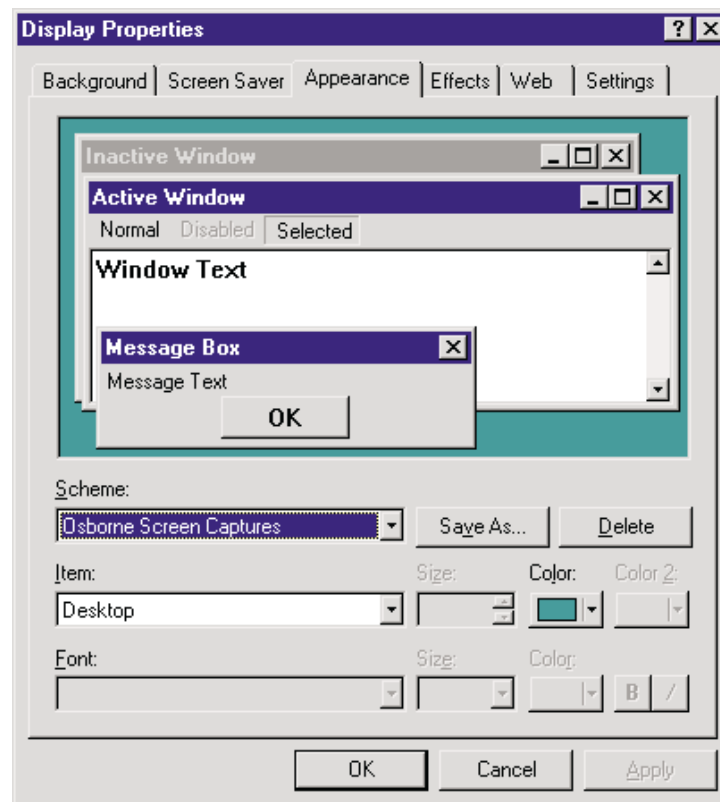 Display Properties
Background Screen Saver Appearance Effects Web Settings
Inactive Window
Active Window
Normal Disabled Selected
Window Text
Message Box
Message Text
OK
Scheme:
Osborne Screen Captures Save As... Delete
Item: Size: Color: Color 2:
Desktop
Font: Size: Color:
B /
OK Cancel Apply